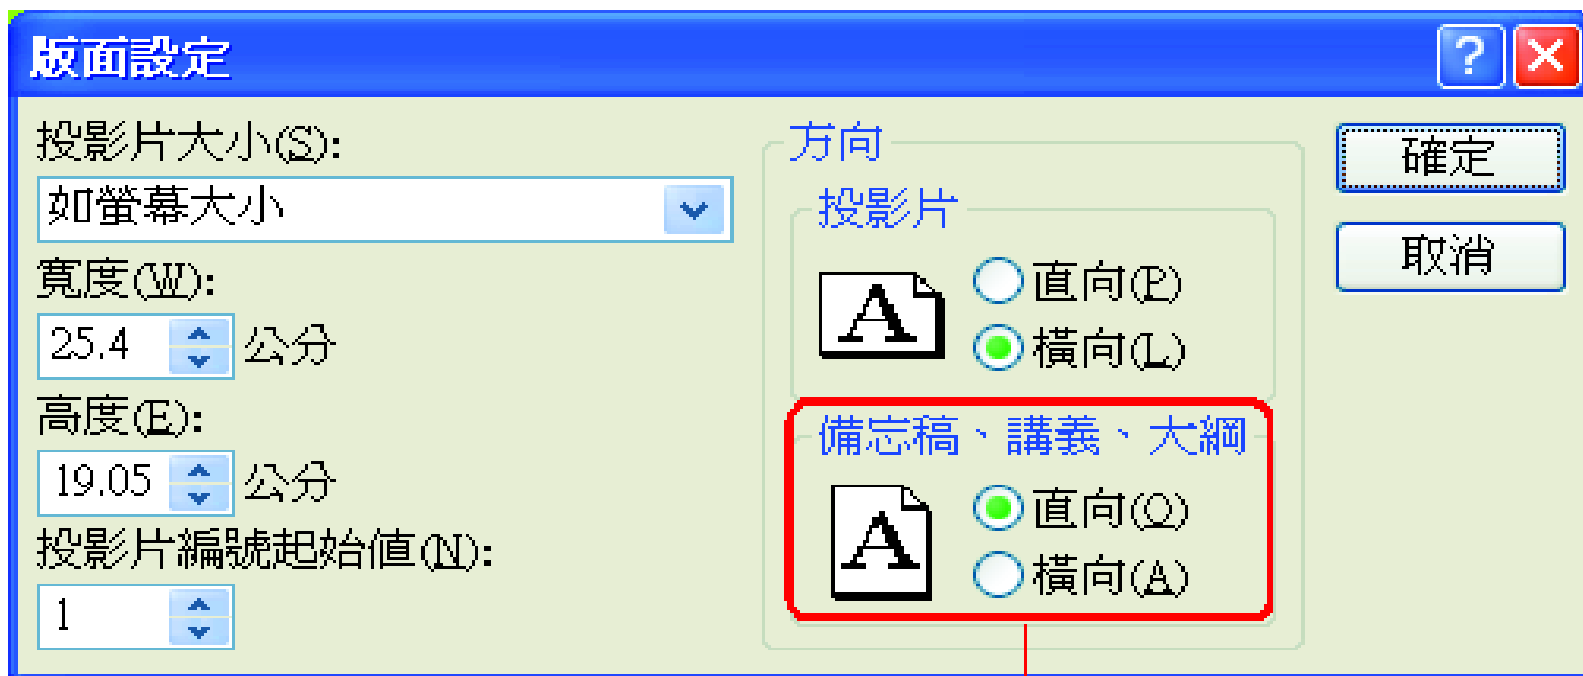 版面設定
投影片大小(S):
如螢幕大小
寬度(W):
25.4 公分
高度(E):
19.05 公分
投影片編號起始值(N):
1
方向
投影片
A
直向(P)
橫向(L)
備忘稿、講義、大綱
A
直向(O)
橫向(A)
?
確定
取消